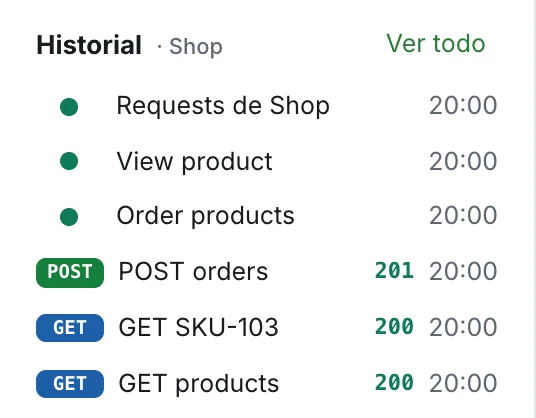 Historial · Shop Ver todo
Requests de Shop 20:00
View product 20:00
Order products 20:00
POST POST orders 201 20:00
GET GET SKU-103 200 20:00
GET GET products 200 20:00